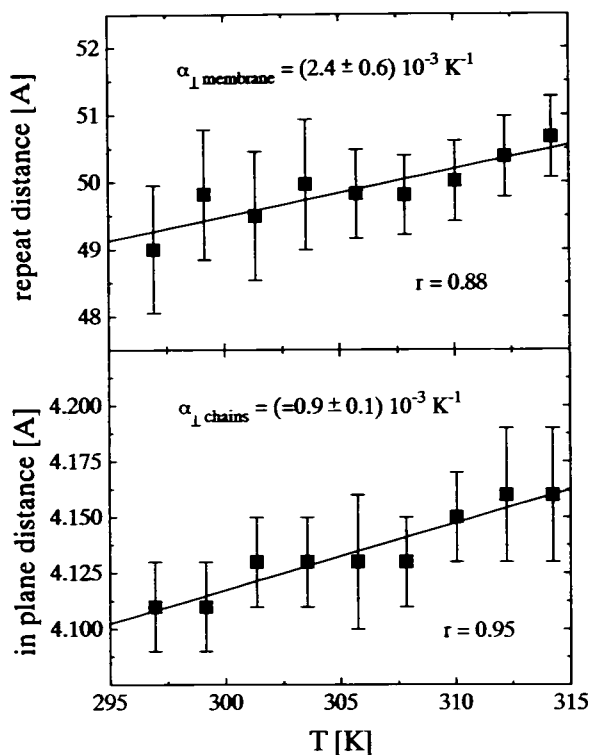 52
α⊥ membrane = (2.4 ± 0.6) 10⁻³ K⁻¹
51
50
49
48
r = 0.88
repeat distance [A]
4.200
α⊥ chains = (=0.9 ± 0.1) 10⁻³ K⁻¹
4.175
4.150
4.125
4.100
r = 0.95
in plane distance [A]
295 300 305 310 315
T [K]